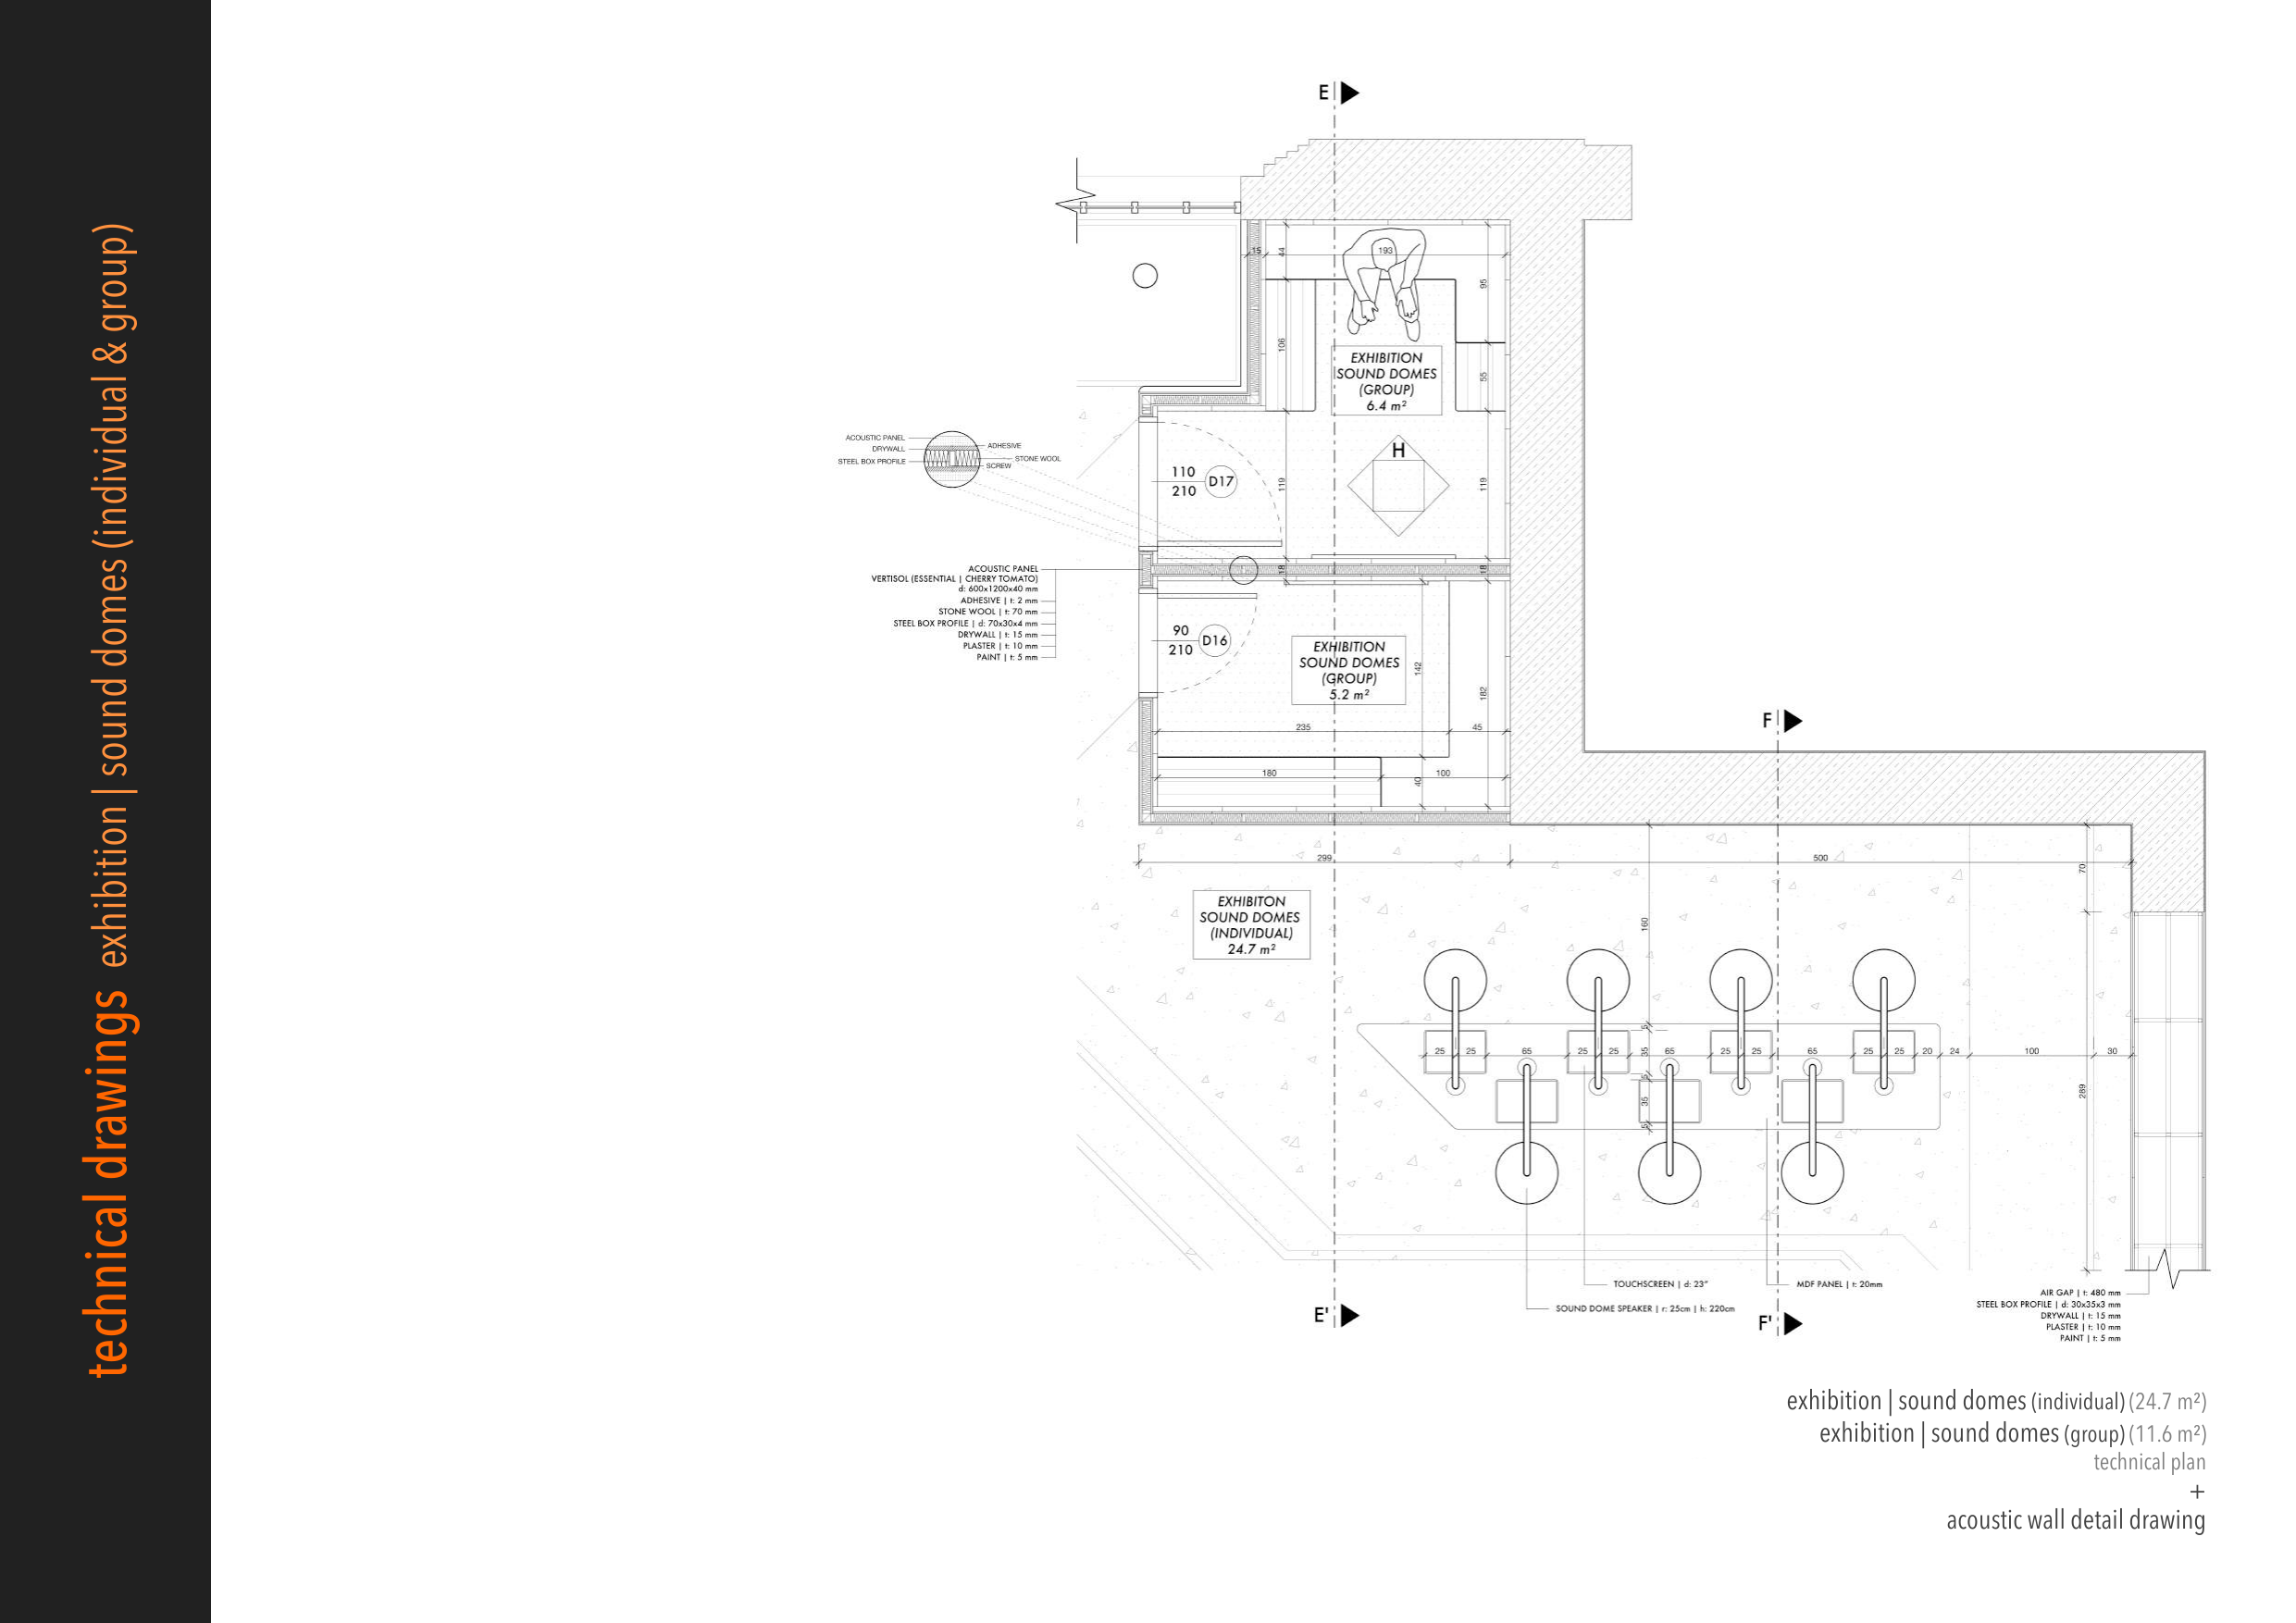 technical drawings exhibition | sound domes (individual & group)
E
15
44
193
95
106
EXHIBITION
SOUND DOMES
(GROUP)
6.4 m²
55
ACOUSTIC PANEL
DRYWALL
STEEL BOX PROFILE
ADHESIVE
STONE WOOL
SCREW
H
110
210
D17
119
119
18
18
ACOUSTIC PANEL
VERTISOL (ESSENTIAL | CHERRY TOMATO)
d: 600x1200x40 mm
ADHESIVE | t: 2 mm
STONE WOOL | t: 70 mm
STEEL BOX PROFILE | d: 70x30x4 mm
DRYWALL | t: 15 mm
PLASTER | t: 10 mm
PAINT | t: 5 mm
90
210
D16
EXHIBITION
SOUND DOMES
(GROUP)
5.2 m²
142
182
235
45
180
40
100
F
299
500
70
EXHIBITON
SOUND DOMES
(INDIVIDUAL)
24.7 m²
160
5
25 25 65 25 25 35 65 25 25 65 25 25 20 24 100 30
5
35
5
289
TOUCHSCREEN | d: 23"
MDF PANEL | t: 20mm
SOUND DOME SPEAKER | r: 25cm | h: 220cm
E'
F'
AIR GAP | t: 480 mm
STEEL BOX PROFILE | d: 30x35x3 mm
DRYWALL | t: 15 mm
PLASTER | t: 10 mm
PAINT | t: 5 mm
exhibition | sound domes (individual) (24.7 m²)
exhibition | sound domes (group) (11.6 m²)
technical plan
+
acoustic wall detail drawing